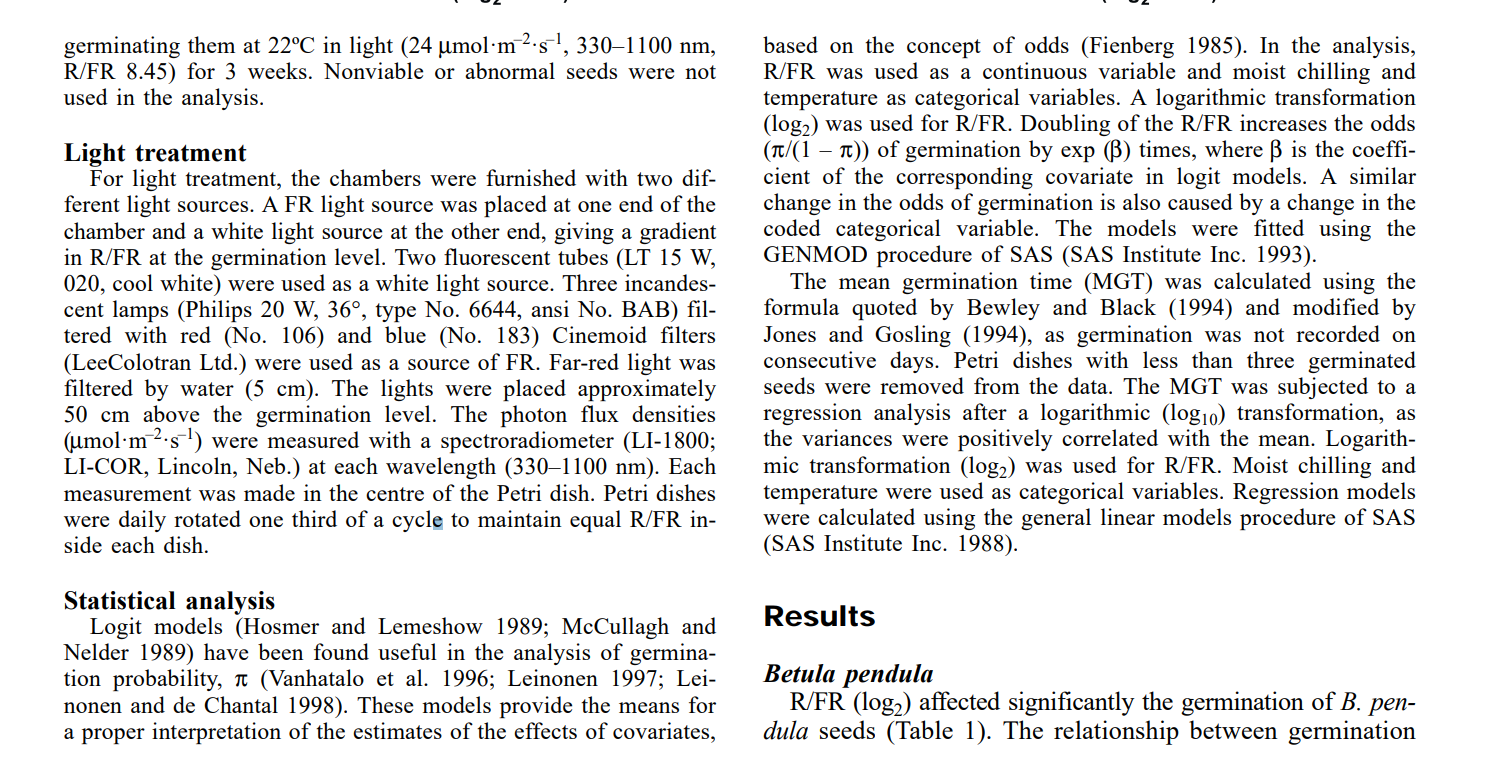 germinating them at 22ºC in light (24 µmol·m⁻²·s⁻¹, 330–1100 nm,
R/FR 8.45) for 3 weeks. Nonviable or abnormal seeds were not
used in the analysis.
Light treatment
For light treatment, the chambers were furnished with two dif-
ferent light sources. A FR light source was placed at one end of the
chamber and a white light source at the other end, giving a gradient
in R/FR at the germination level. Two fluorescent tubes (LT 15 W,
020, cool white) were used as a white light source. Three incandes-
cent lamps (Philips 20 W, 36°, type No. 6644, ansi No. BAB) fil-
tered with red (No. 106) and blue (No. 183) Cinemoid filters
(LeeColotran Ltd.) were used as a source of FR. Far-red light was
filtered by water (5 cm). The lights were placed approximately
50 cm above the germination level. The photon flux densities
(µmol·m⁻²·s⁻¹) were measured with a spectroradiometer (LI-1800;
LI-COR, Lincoln, Neb.) at each wavelength (330–1100 nm). Each
measurement was made in the centre of the Petri dish. Petri dishes
were daily rotated one third of a cycle to maintain equal R/FR in-
side each dish.
Statistical analysis
Logit models (Hosmer and Lemeshow 1989; McCullagh and
Nelder 1989) have been found useful in the analysis of germina-
tion probability, π (Vanhatalo et al. 1996; Leinonen 1997; Lei-
nonen and de Chantal 1998). These models provide the means for
a proper interpretation of the estimates of the effects of covariates,
based on the concept of odds (Fienberg 1985). In the analysis,
R/FR was used as a continuous variable and moist chilling and
temperature as categorical variables. A logarithmic transformation
(log₂) was used for R/FR. Doubling of the R/FR increases the odds
(π/(1 – π)) of germination by exp (β) times, where β is the coeffi-
cient of the corresponding covariate in logit models. A similar
change in the odds of germination is also caused by a change in the
coded categorical variable. The models were fitted using the
GENMOD procedure of SAS (SAS Institute Inc. 1993).
The mean germination time (MGT) was calculated using the
formula quoted by Bewley and Black (1994) and modified by
Jones and Gosling (1994), as germination was not recorded on
consecutive days. Petri dishes with less than three germinated
seeds were removed from the data. The MGT was subjected to a
regression analysis after a logarithmic (log₁₀) transformation, as
the variances were positively correlated with the mean. Logarith-
mic transformation (log₂) was used for R/FR. Moist chilling and
temperature were used as categorical variables. Regression models
were calculated using the general linear models procedure of SAS
(SAS Institute Inc. 1988).
Results
Betula pendula
R/FR (log₂) affected significantly the germination of B. pen-
dula seeds (Table 1). The relationship between germination